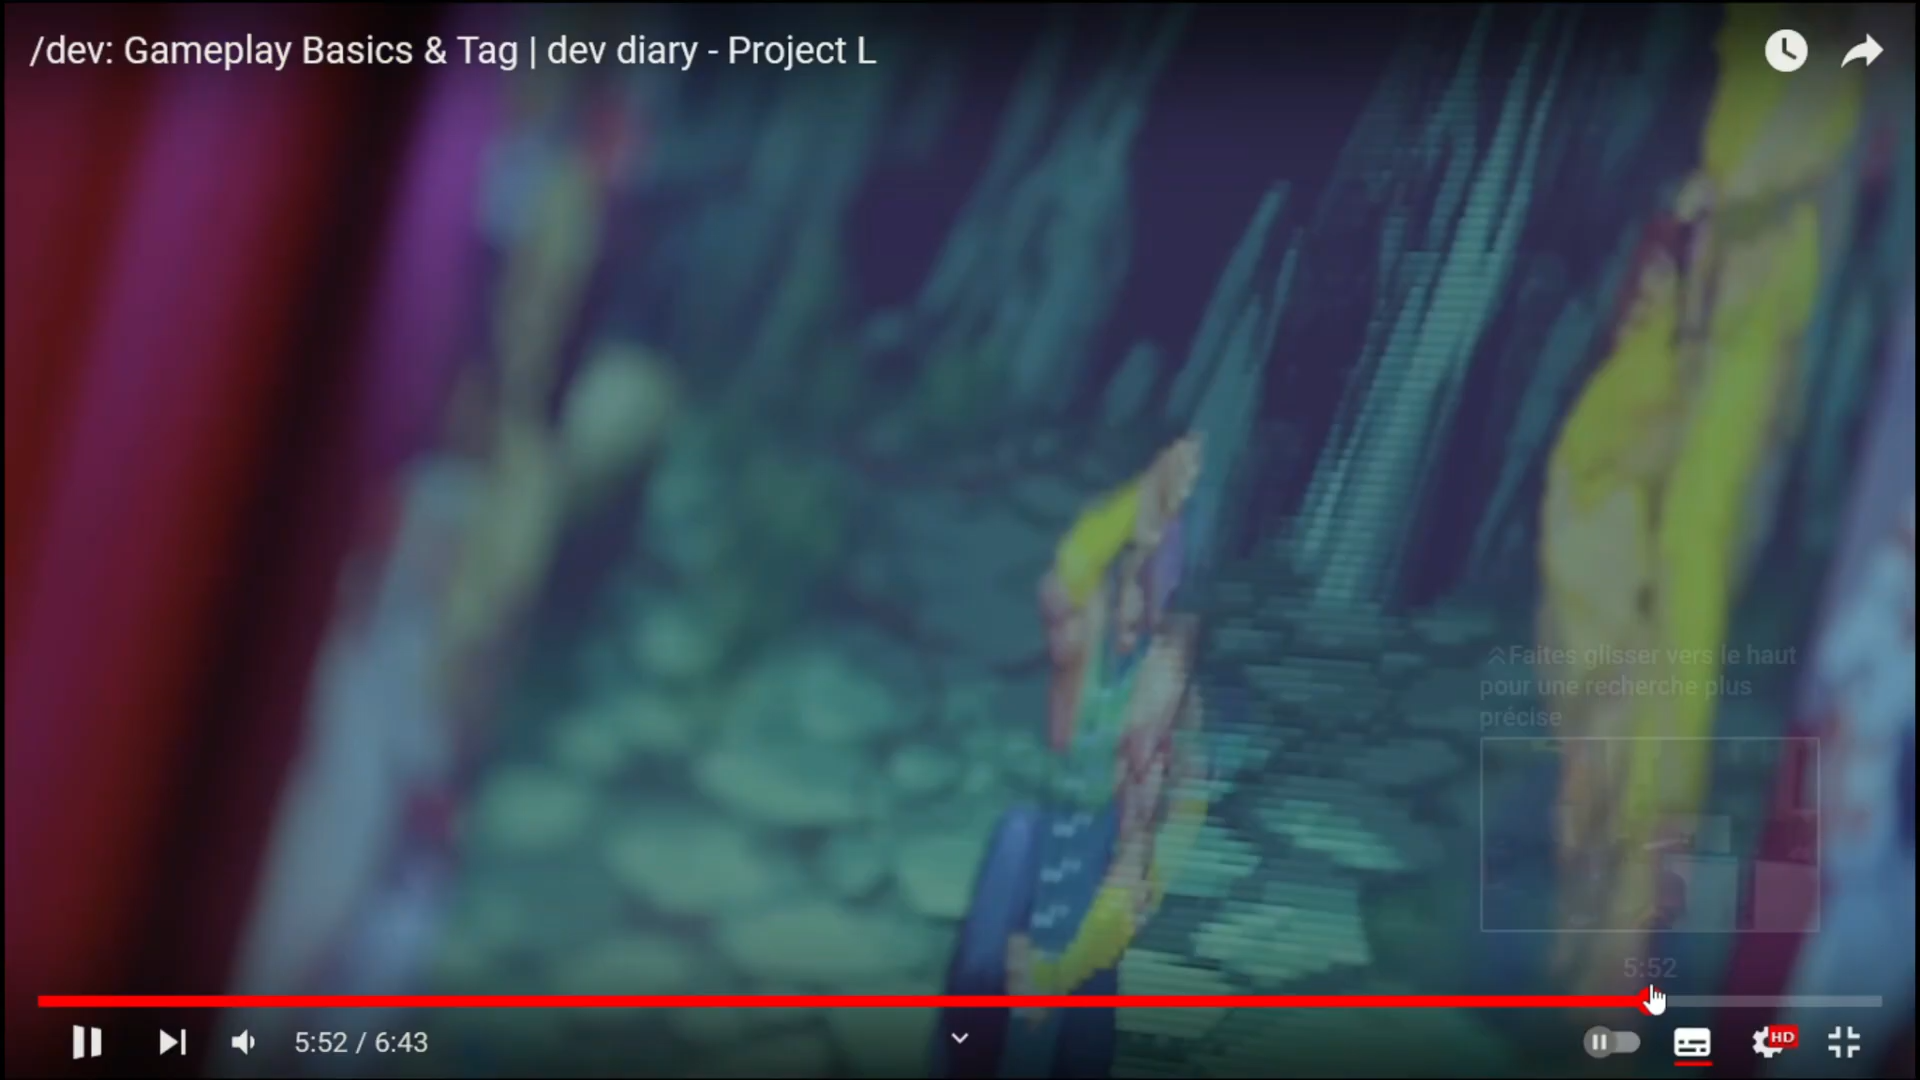 /dev: Gameplay Basics & Tag | dev diary - Project L
Faites glisser vers le haut
pour une recherche plus
précise
5:52
5:52 / 6:43
HD